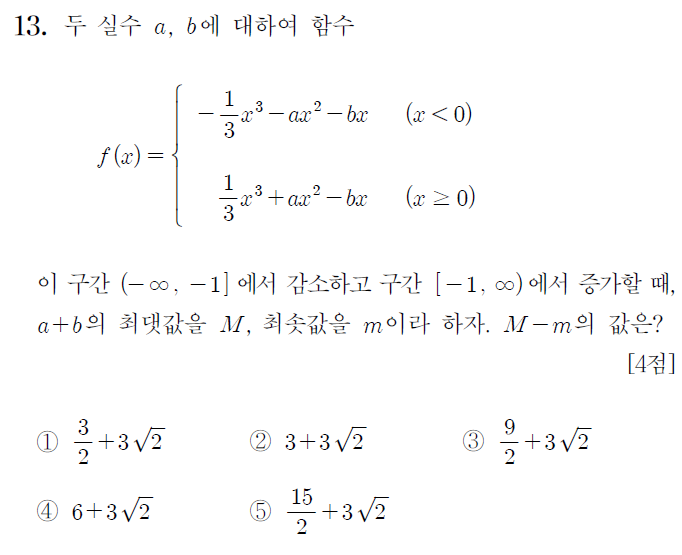 13. 두 실수 a, b에 대하여 함수
f(x) = { -1/3 x³ - ax² - bx (x < 0)
1/3 x³ + ax² - bx (x ≥ 0)
이 구간 (-∞, -1]에서 감소하고 구간 [-1, ∞)에서 증가할 때,
a+b의 최댓값을 M, 최솟값을 m이라 하자. M-m의 값은?
[4점]
① 3/2 + 3√2 ② 3+3√2 ③ 9/2 + 3√2
④ 6+3√2 ⑤ 15/2 + 3√2